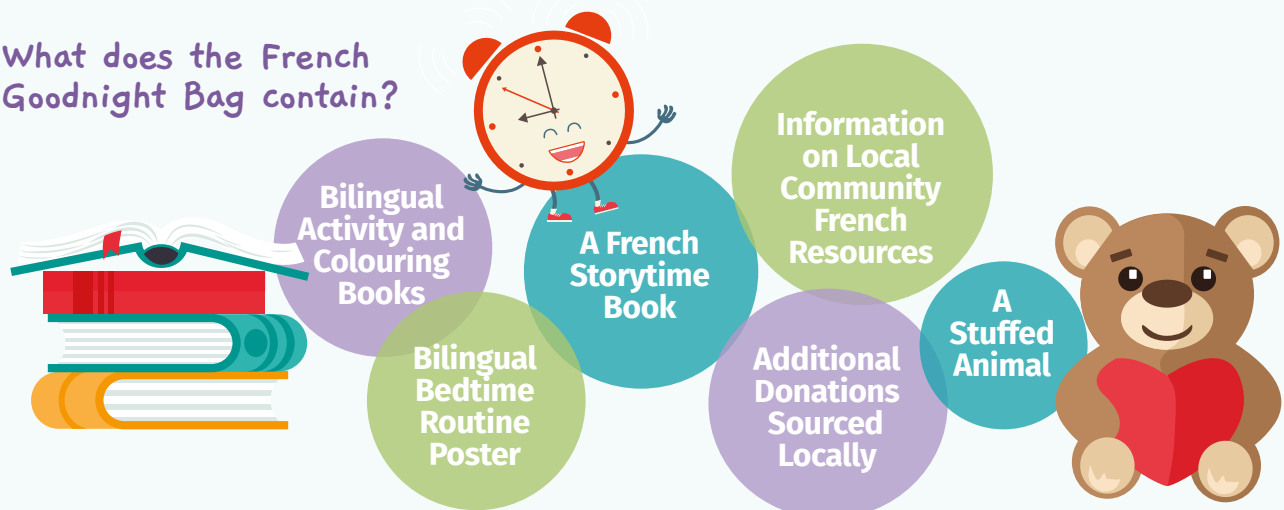 What does the French
Goodnight Bag contain?
Bilingual
Activity and
Colouring
Books
Bilingual
Bedtime
Routine
Poster
A French
Storytime
Book
Information
on Local
Community
French
Resources
Additional
Donations
Sourced
Locally
A
Stuffed
Animal